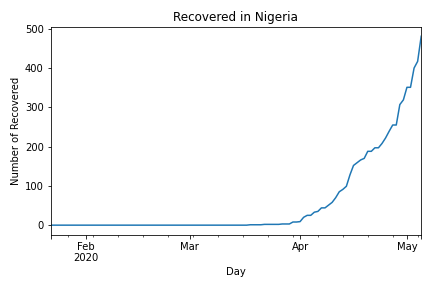 Recovered in Nigeria
Number of Recovered
500
400
300
200
100
0
Feb
2020
Mar
Apr
May
Day